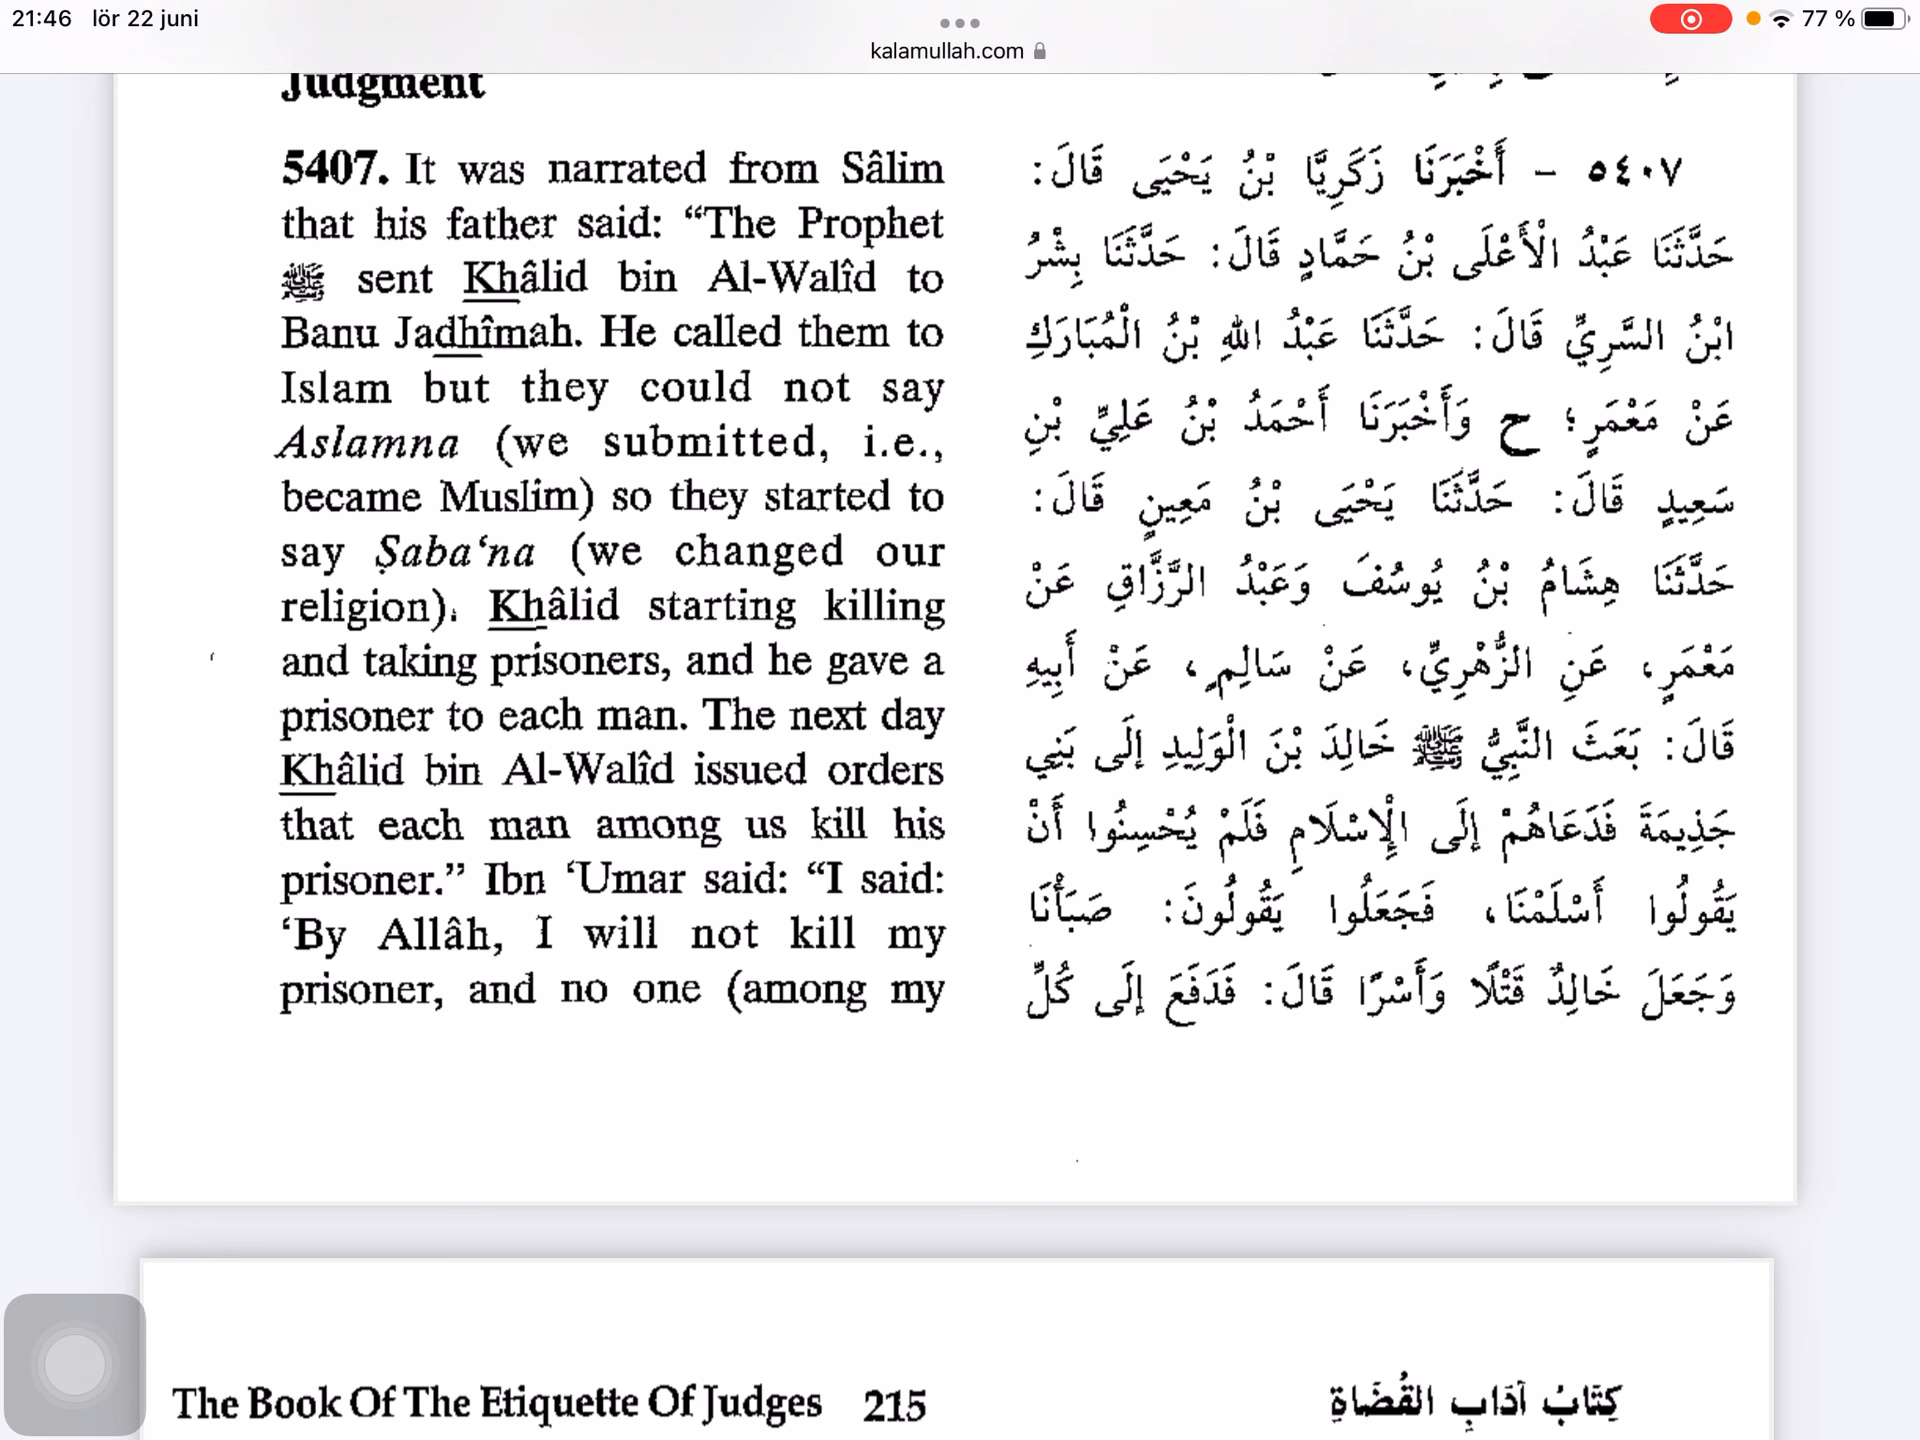 21:46 lör 22 juni
77 %
kalamullah.com
Judgment
5407. It was narrated from Sâlim
that his father said: “The Prophet
ﷺ sent Khâlid bin Al-Walîd to
Banu Jadhîmah. He called them to
Islam but they could not say
Aslamna (we submitted, i.e.,
became Muslim) so they started to
say Ṣaba‘na (we changed our
religion). Khâlid starting killing
and taking prisoners, and he gave a
prisoner to each man. The next day
Khâlid bin Al-Walîd issued orders
that each man among us kill his
prisoner.” Ibn ‘Umar said: “I said:
‘By Allâh, I will not kill my
prisoner, and no one (among my
٥٤٠٧ – أَخْبَرَنَا زَكَرِيَّا بْنُ يَحْيَى قَالَ:
حَدَّثَنَا عَبْدُ الْأَعْلَى بْنُ حَمَّادٍ قَالَ: حَدَّثَنَا بِشْرُ
ابْنُ السَّرِيِّ قَالَ: حَدَّثَنَا عَبْدُ اللهِ بْنُ الْمُبَارَكِ
عَنْ مَعْمَرٍ؛ ح وَأَخْبَرَنَا أَحْمَدُ بْنُ عَلِيِّ بْنِ
سَعِيدٍ قَالَ: حَدَّثَنَا يَحْيَى بْنُ مَعِينٍ قَالَ:
حَدَّثَنَا هِشَامُ بْنُ يُوسُفَ وَعَبْدُ الرَّزَّاقِ عَنْ
مَعْمَرٍ، عَنِ الزُّهْرِيِّ، عَنْ سَالِمٍ، عَنْ أَبِيهِ
قَالَ: بَعَثَ النَّبِيُّ ﷺ خَالِدَ بْنَ الْوَلِيدِ إِلَى بَنِي
جَذِيمَةَ فَدَعَاهُمْ إِلَى الْإِسْلَامِ فَلَمْ يُحْسِنُوا أَنْ
يَقُولُوا أَسْلَمْنَا، فَجَعَلُوا يَقُولُونَ: صَبَأْنَا
وَجَعَلَ خَالِدٌ قَتْلًا وَأَسْرًا قَالَ: فَدَفَعَ إِلَى كُلِّ
The Book Of The Etiquette Of Judges 215
كِتَابُ آدَابِ القُضَاةِ